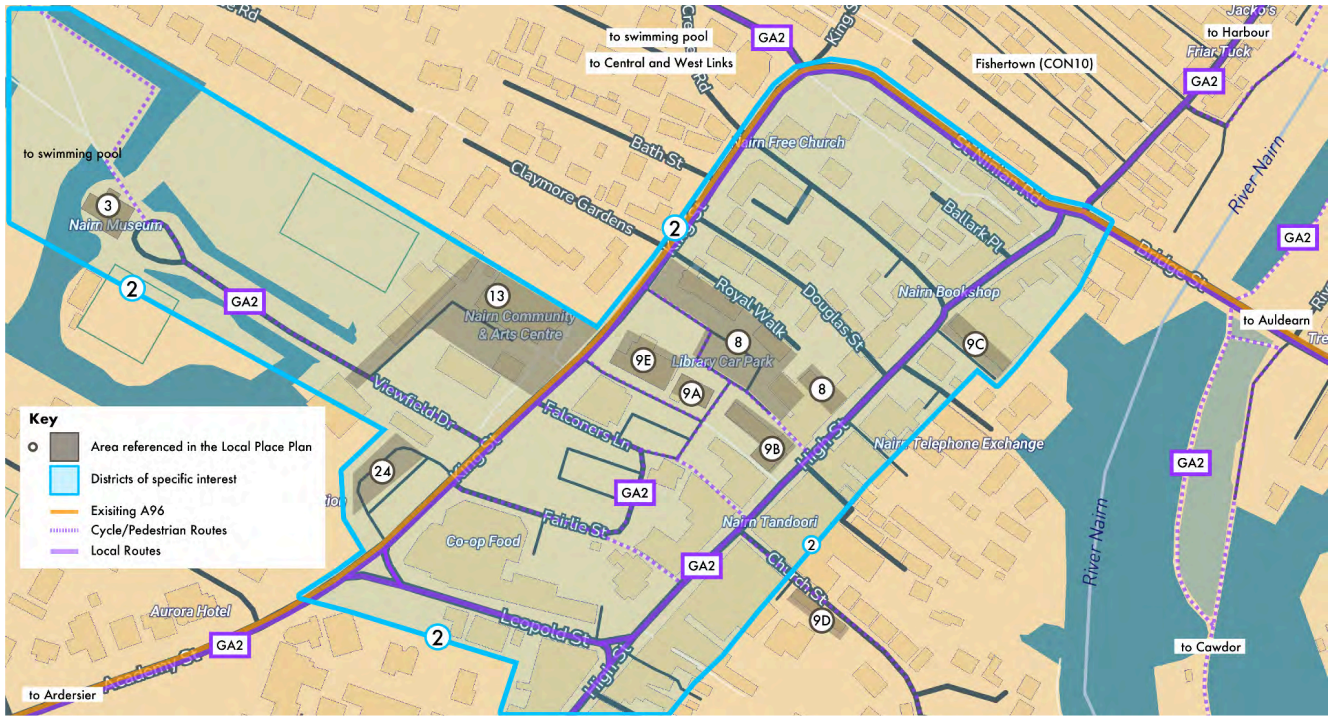 to swimming pool
to Central and West Links
GA2
King S
Jacko's
to Harbour
Friar Tuck
GA2
Fishertown (CON10)
River Nairn
Nairn Free Church
St Ninian Rd
Bath St
Claymore Gardens
to swimming pool
3
Nairn Museum
2
2
Ballark Pl
Bridge St
GA2
GA2
13
Nairn Community
& Arts Centre
Royal Walk
Douglas St
Nairn Bookshop
to Auldearn
8
Library Car Park
9E
9A
8
9C
Viewfield Dr
Falconers Ln
King St
High St
9B
Nairn Telephone Exchange
Key
Area referenced in the Local Place Plan
Districts of specific interest
Exisiting A96
Cycle/Pedestrian Routes
Local Routes
24
GA2
GA2
Fairlie St
Nairn Tandoori
Co-op Food
2
River Nairn
GA2
Church St
9D
Aurora Hotel
Leopold St
2
GA2
Academy St
High St
to Cawdor
to Ardersier